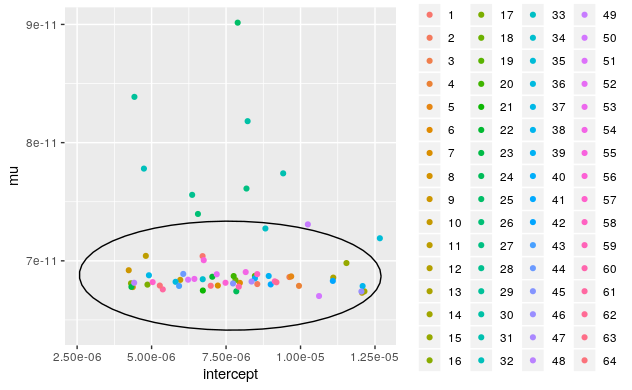 9e-11
8e-11
7e-11
mu
2.50e-06 5.00e-06 7.50e-06 1.00e-05 1.25e-05
intercept
1 17 33 49
2 18 34 50
3 19 35 51
4 20 36 52
5 21 37 53
6 22 38 54
7 23 39 55
8 24 40 56
9 25 41 57
10 26 42 58
11 27 43 59
12 28 44 60
13 29 45 61
14 30 46 62
15 31 47 63
16 32 48 64